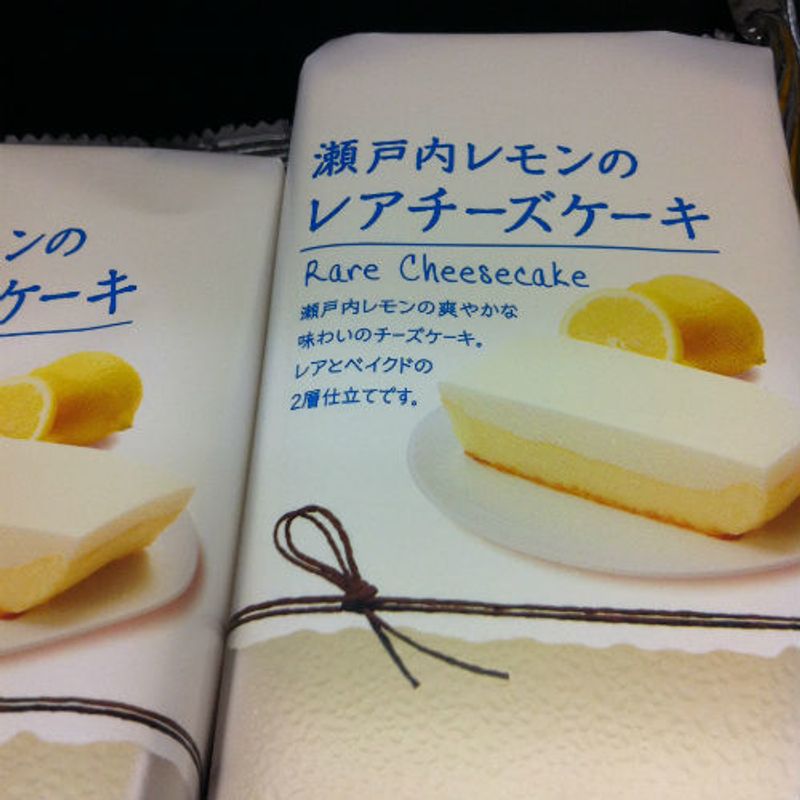 瀬戸内レモンの
レアチーズケーキ
Rare Cheesecake
瀬戸内レモンの爽やかな
味わいのチーズケーキ。
レアとベイクドの
2層仕立てです。
ンの
ケーキ